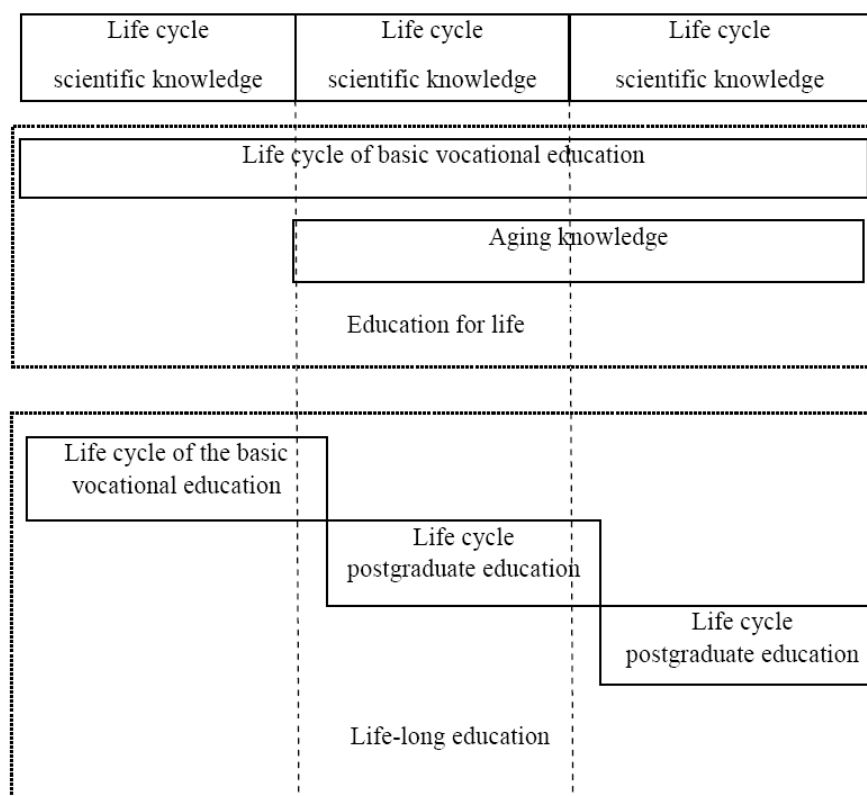 Life cycle
scientific knowledge
Life cycle
scientific knowledge
Life cycle
scientific knowledge
Life cycle of basic vocational education
Aging knowledge
Education for life
Life cycle of the basic
vocational education
Life cycle
postgraduate education
Life cycle
postgraduate education
Life-long education